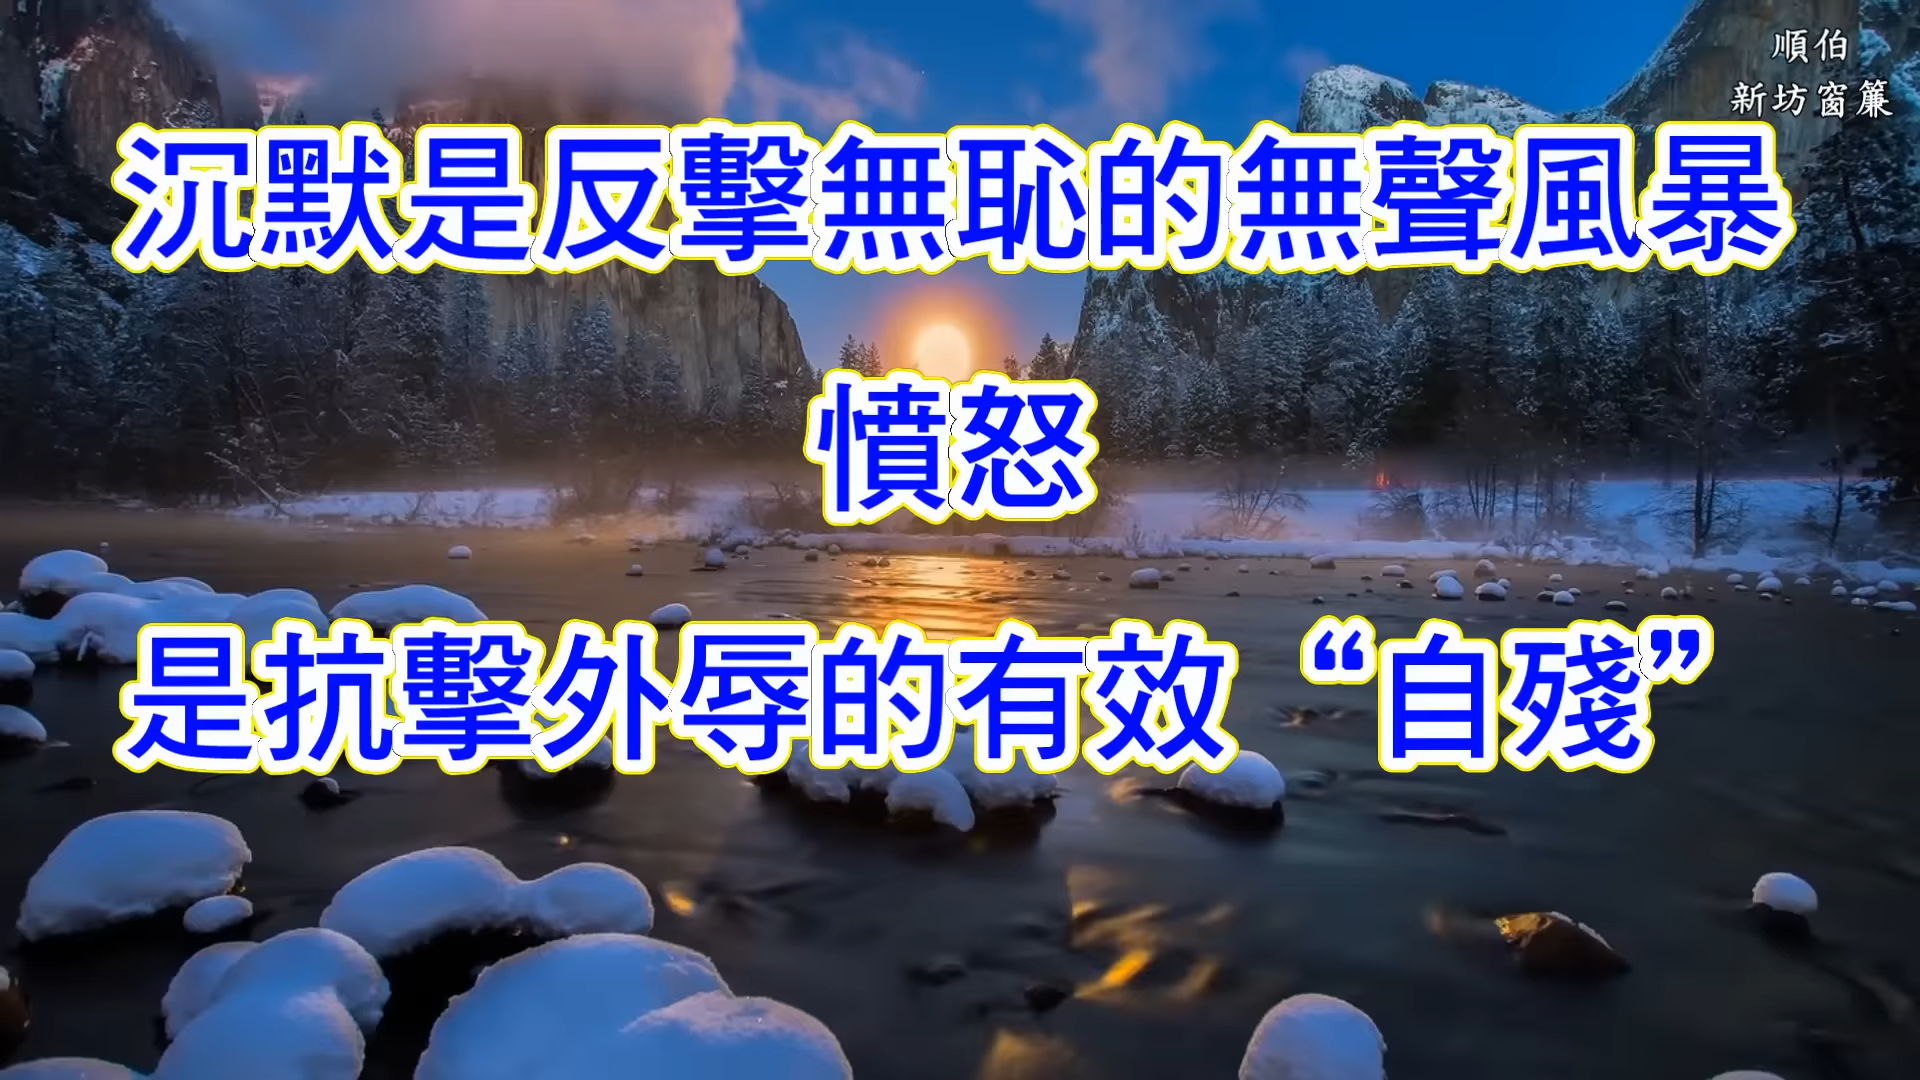 順伯
新坊窗簾
沉默是反擊無恥的無聲風暴
憤怒
是抗擊外辱的有效“自殘”